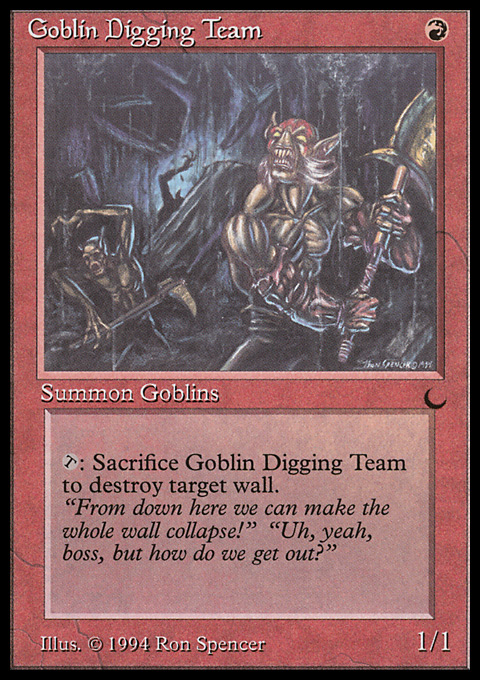 Goblin Digging Team
Summon Goblins
T: Sacrifice Goblin Digging Team
to destroy target wall.
“From down here we can make the
whole wall collapse!” “Uh, yeah,
boss, but how do we get out?”
Illus. © 1994 Ron Spencer
1/1